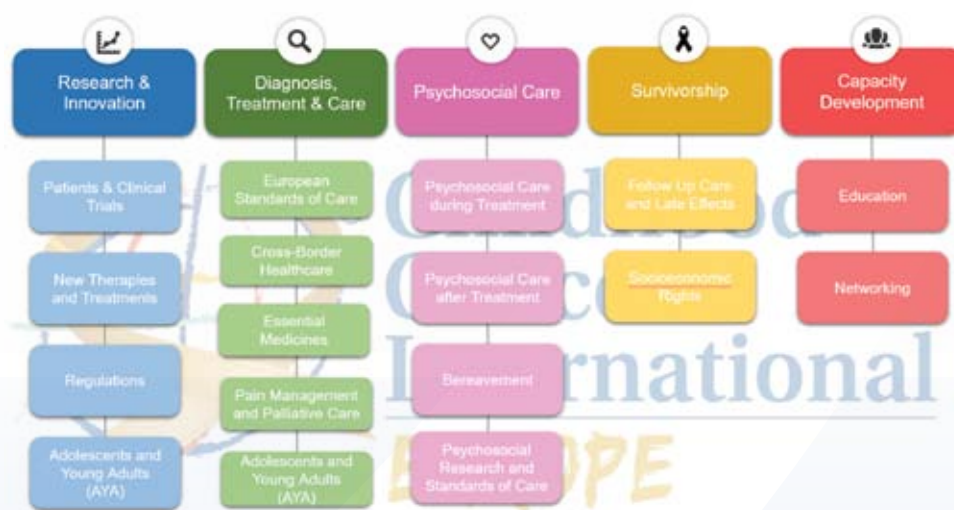 Research &
Innovation
Patients & Clinical
Trials
New Therapies
and Treatments
Regulations
Adolescents and
Young Adults
(AYA)
Diagnosis,
Treatment & Care
European
Standards of Care
Cross-Border
Healthcare
Essential
Medicines
Pain Management
and Palliative Care
Adolescents and
Young Adults
(AYA)
Psychosocial Care
Psychosocial Care
during Treatment
Psychosocial Care
after Treatment
Bereavement
Psychosocial
Research and
Standards of Care
Survivorship
Follow Up Care
and Late Effects
Socioeonomic
Rights
Capacity
Development
Education
Networking